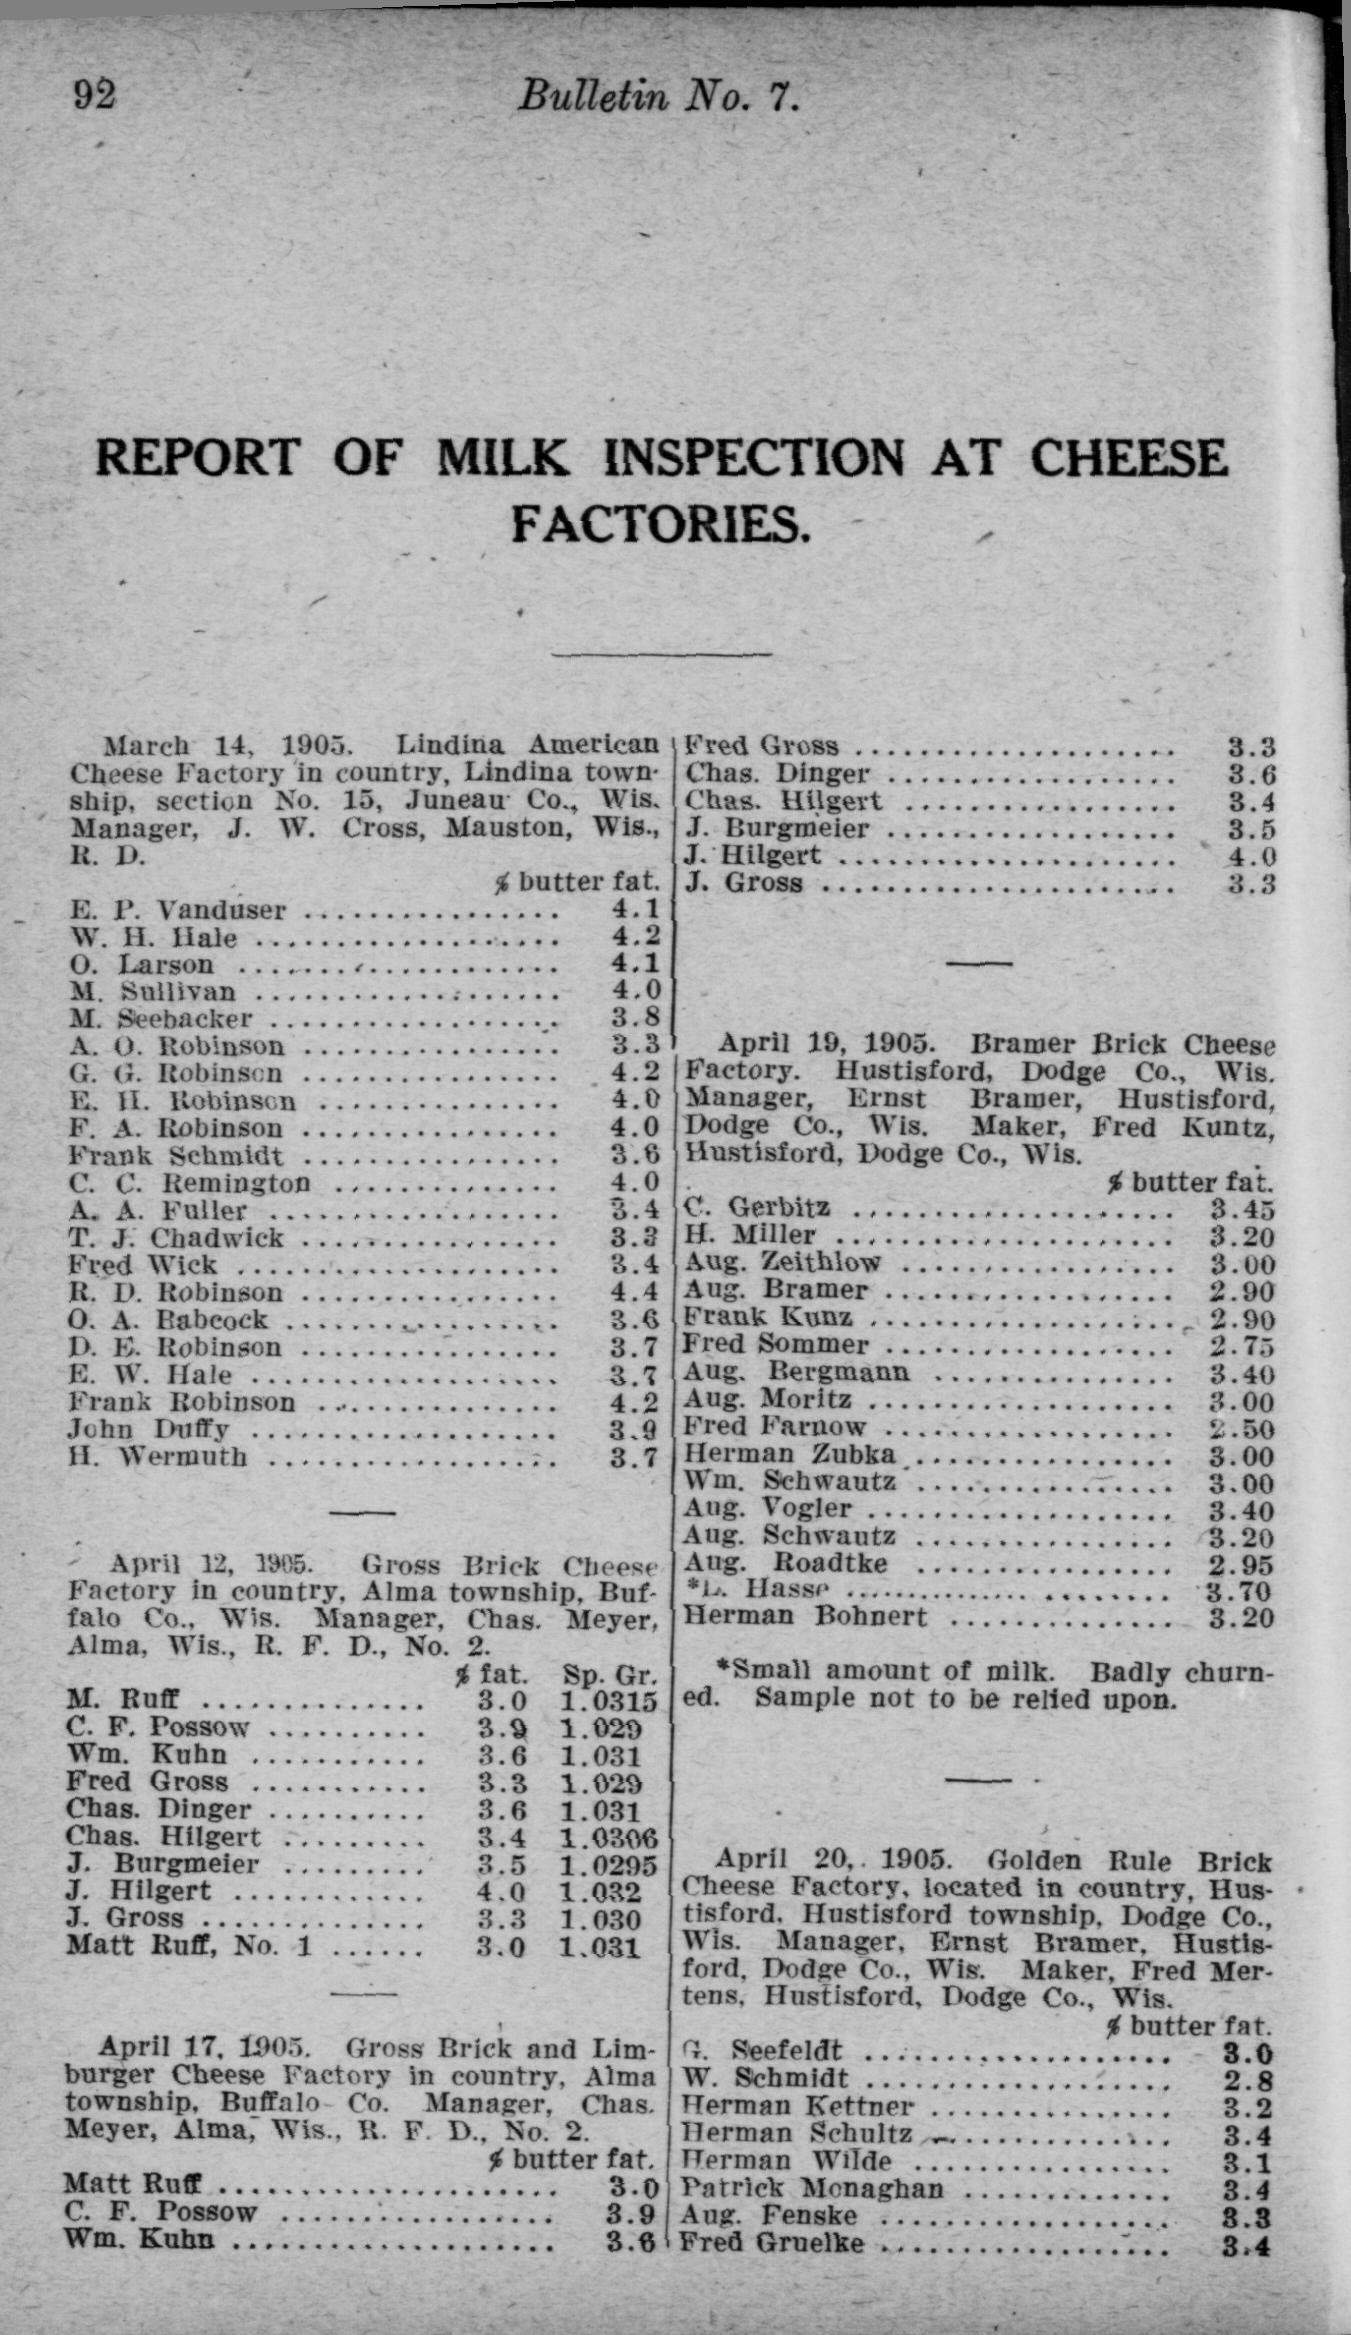 92
Bulletin No. 7.
REPORT OF MILK INSPECTION AT CHEESE
FACTORIES.
March 14, 1905. Lindina American
Cheese Factory in country, Lindina town-
ship, section No. 15, Juneau Co., Wis.
Manager, J. W. Cross, Mauston, Wis.,
R. D.
% butter fat.
E. P. Vanduser ................ 4.1
W. H. Hale ................... 4.2
O. Larson .................... 4.1
M. Sullivan ................... 4.0
M. Seebacker .................. 3.8
A. O. Robinson ................ 3.3
G. G. Robinson ................ 4.2
E. H. Robinson ............... 4.0
F. A. Robinson ................ 4.0
Frank Schmidt ................ 3.6
C. C. Remington .............. 4.0
A. A. Fuller .................. 3.4
T. J. Chadwick ................ 3.3
Fred Wick .................... 3.4
R. D. Robinson ................ 4.4
O. A. Babcock ................. 3.6
D. E. Robinson ................ 3.7
E. W. Hale ................... 3.7
Frank Robinson ............... 4.2
John Duffy ................... 3.9
H. Wermuth .................. 3.7
April 12, 1905. Gross Brick Cheese
Factory in country, Alma township, Buf-
falo Co., Wis. Manager, Chas. Meyer,
Alma, Wis., R. F. D., No. 2.
% fat. Sp. Gr.
M. Ruff .............. 3.0 1.0315
C. F. Possow .......... 3.9 1.029
Wm. Kuhn ........... 3.6 1.031
Fred Gross ........... 3.3 1.029
Chas. Dinger .......... 3.6 1.031
Chas. Hilgert ......... 3.4 1.0306
J. Burgmeier ......... 3.5 1.0295
J. Hilgert ............ 4.0 1.032
J. Gross .............. 3.3 1.030
Matt Ruff, No. 1 ...... 3.0 1.031
April 17, 1905. Gross Brick and Lim-
burger Cheese Factory in country, Alma
township, Buffalo Co. Manager, Chas.
Meyer, Alma, Wis., R. F. D., No. 2.
% butter fat.
Matt Ruff ..................... 3.0
C. F. Possow ................. 3.9
Wm. Kuhn .................... 3.6
Fred Gross .................... 3.3
Chas. Dinger .................. 3.6
Chas. Hilgert ................. 3.4
J. Burgmeier .................. 3.5
J. Hilgert ..................... 4.0
J. Gross ...................... 3.3
April 19, 1905. Bramer Brick Cheese
Factory. Hustisford, Dodge Co., Wis.
Manager, Ernst Bramer, Hustisford,
Dodge Co., Wis. Maker, Fred Kuntz,
Hustisford, Dodge Co., Wis.
% butter fat.
C. Gerbitz .................... 3.45
H. Miller ..................... 3.20
Aug. Zeithlow ................. 3.00
Aug. Bramer .................. 2.90
Frank Kunz ................... 2.90
Fred Sommer .................. 2.75
Aug. Bergmann ............... 3.40
Aug. Moritz ................... 3.00
Fred Farnow .................. 2.50
Herman Zubka ................ 3.00
Wm. Schwautz ................ 3.00
Aug. Vogler ................... 3.40
Aug. Schwautz ................ 3.20
Aug. Roadtke ................ 2.95
*L. Hasse ..................... 3.70
Herman Bohnert .............. 3.20
*Small amount of milk. Badly churn-
ed. Sample not to be relied upon.
April 20, 1905. Golden Rule Brick
Cheese Factory, located in country, Hus-
tisford, Hustisford township, Dodge Co.,
Wis. Manager, Ernst Bramer, Hustis-
ford, Dodge Co., Wis. Maker, Fred Mer-
tens, Hustisford, Dodge Co., Wis.
% butter fat.
G. Seefeldt ................... 3.0
W. Schmidt ................... 2.8
Herman Kettner ............... 3.2
Herman Schultz ............... 3.4
Herman Wilde ................ 3.1
Patrick Monaghan ............. 3.4
Aug. Fenske .................. 3.3
Fred Gruelke .................. 3.4